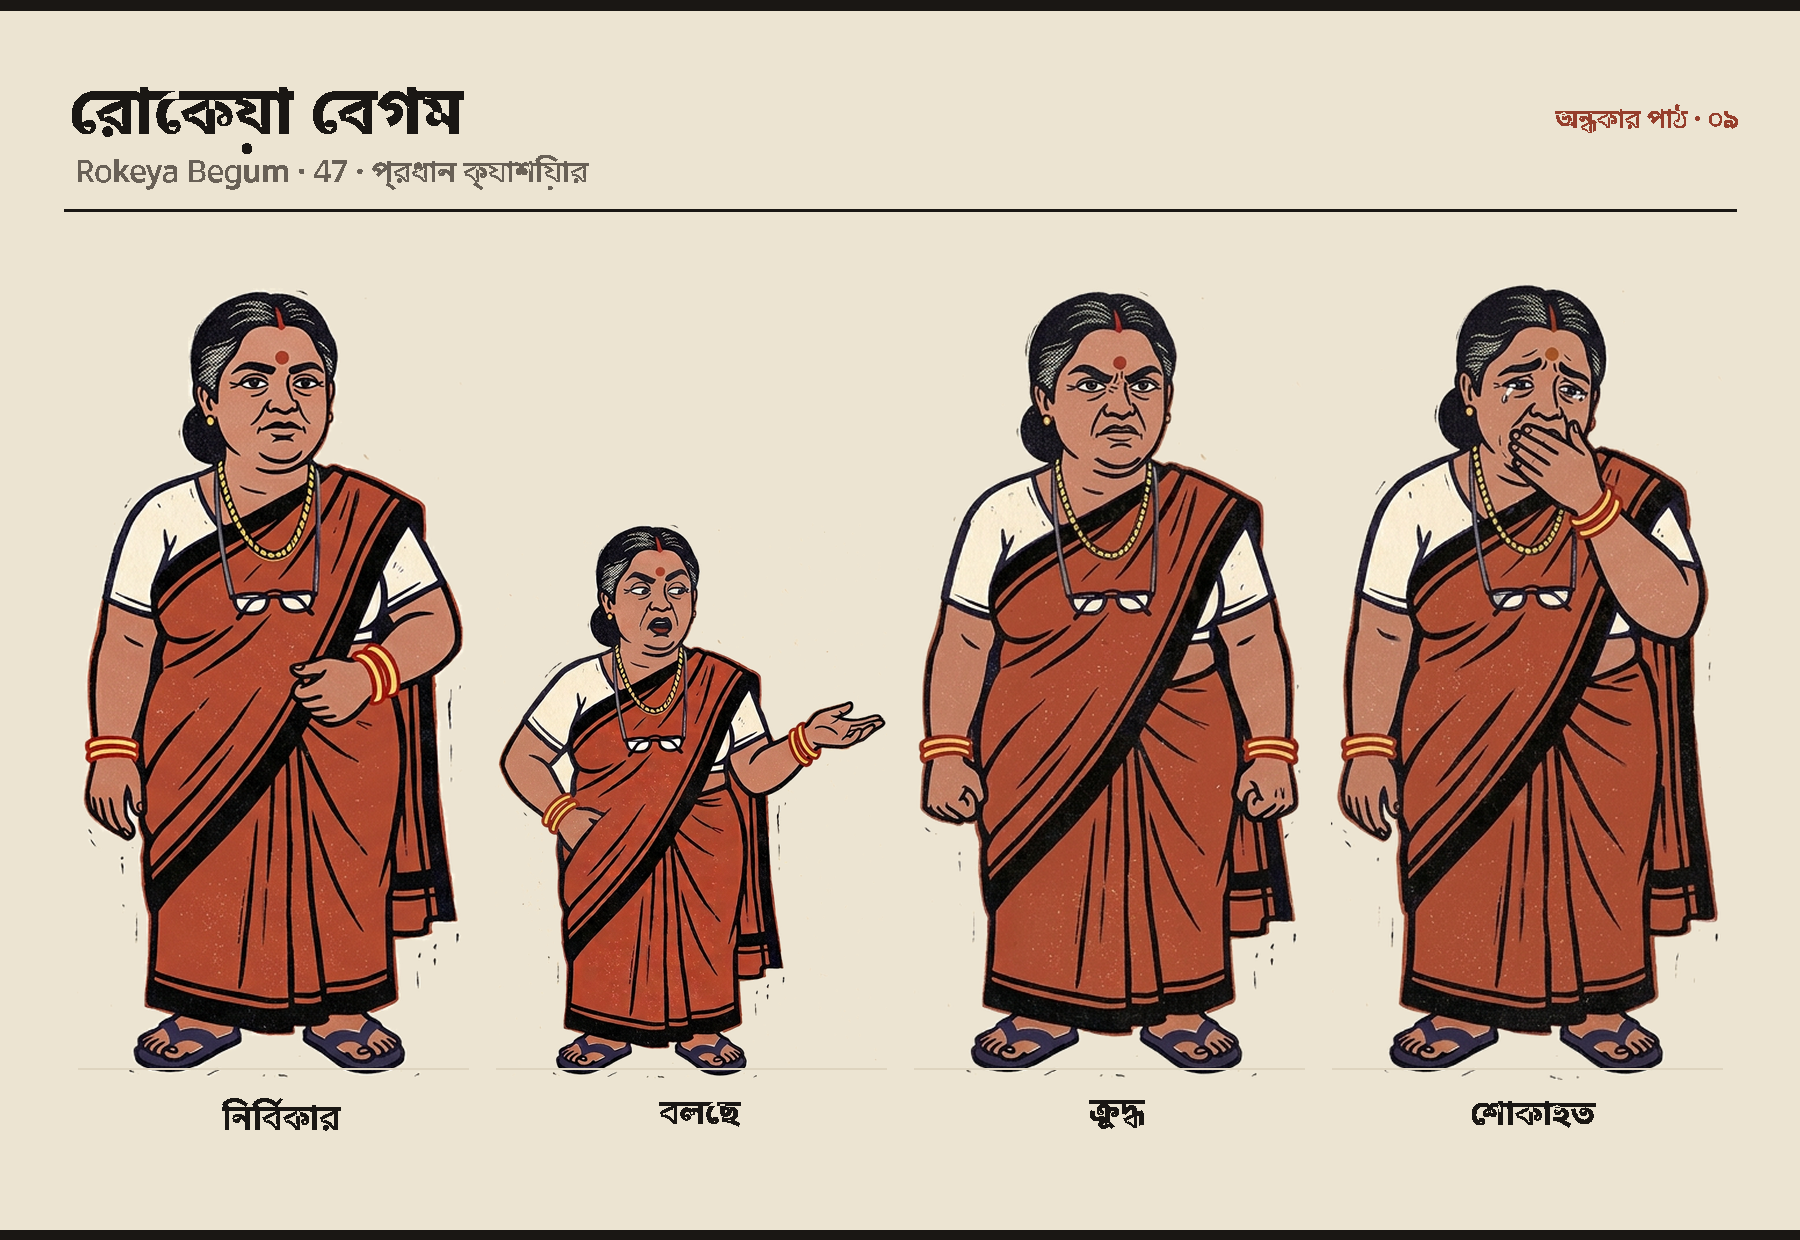 রোকেয়া বেগম
অন্ধকার পাঠ · ০৯
Rokeya Begum · 47 · প্রধান ক্যাশিয়ার
নির্বিকার
বলছে
ক্রুদ্ধ
শোকাহত